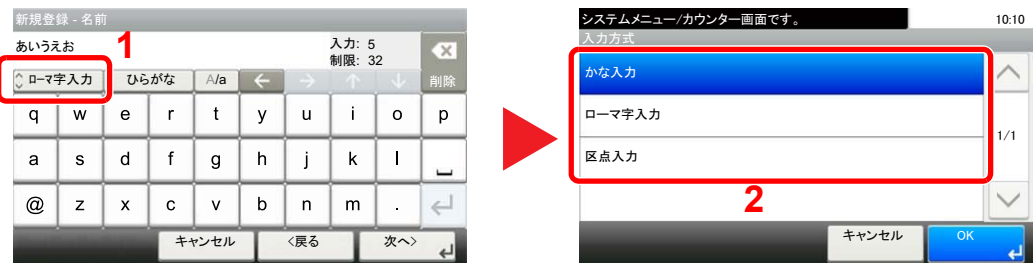 新規登録 - 名前
あいうえお
1
入力: 5
制限: 32
ローマ字入力 ひらがな A/a 削除
q w e r t y u i o p
a s d f g h j k l
@ z x c v b n m .
キャンセル <戻る 次へ>
システムメニュー/カウンター画面です。 10:10
入力方式
かな入力
ローマ字入力
1/1
区点入力
2
キャンセル OK